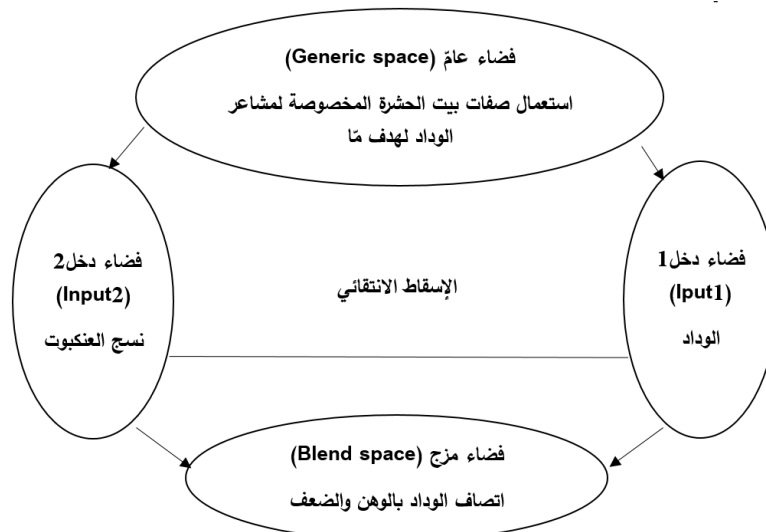 فضاء عامّ (Generic space)
استعمال صفات بيت الحشرة المخصوصة لمشاعر
الوداد لهدف مّا
فضاء دخل1
(Iput1)
الوداد
الإسقاط الانتقائي
فضاء دخل2
(Input2)
نسج العنكبوت
فضاء مزج (Blend space)
اتصاف الوداد بالوهن والضعف